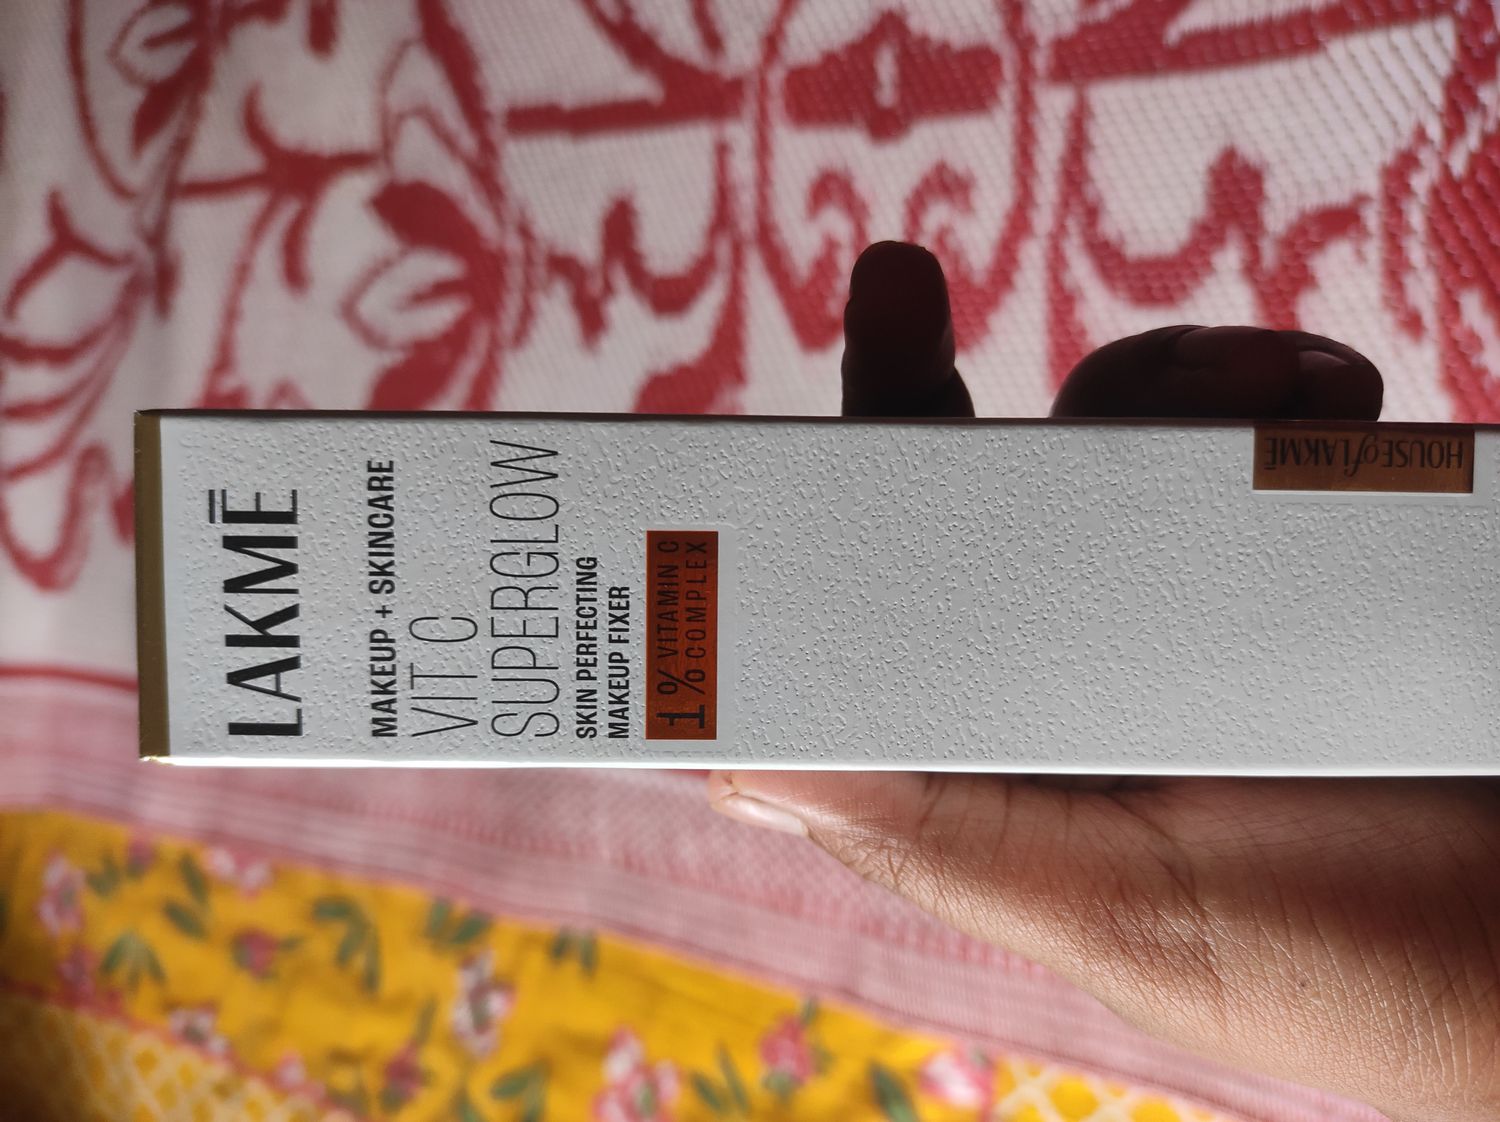 LAKMĒ
MAKEUP + SKINCARE
VIT C
SUPERGLOW
SKIN PERFECTING
MAKEUP FIXER
1% VITAMIN C
COMPLEX
HOUSE of LAKMĒ